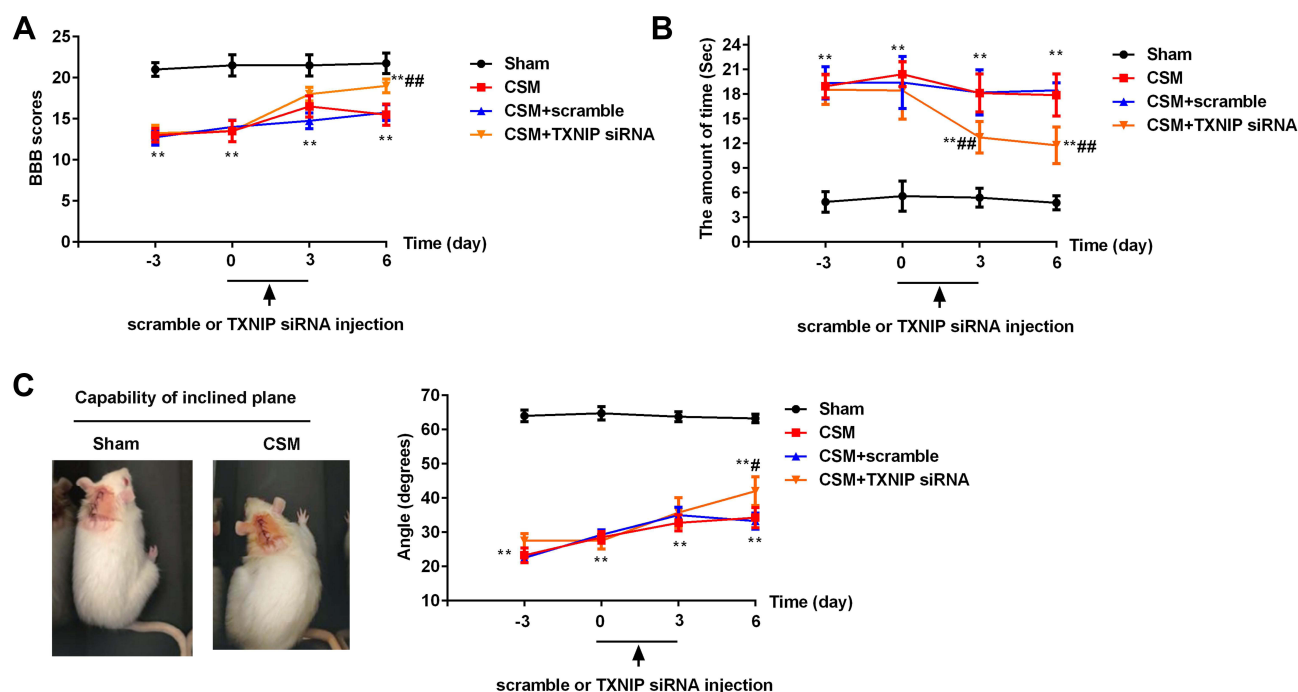 A
BBB scores
25
20
15
10
5
0
-3
0
3
6
Time (day)
**
**
**
**
**##
Sham
CSM
CSM+scramble
CSM+TXNIP siRNA
scramble or TXNIP siRNA injection
B
The amount of time (Sec)
24
21
18
15
12
9
6
3
0
-3
0
3
6
Time (day)
**
**
**
**
**##
**##
Sham
CSM
CSM+scramble
CSM+TXNIP siRNA
scramble or TXNIP siRNA injection
C
Capability of inclined plane
Sham
CSM
Angle (degrees)
70
60
50
40
30
20
10
-3
0
3
6
Time (day)
**
**
**
**
**#
Sham
CSM
CSM+scramble
CSM+TXNIP siRNA
scramble or TXNIP siRNA injection